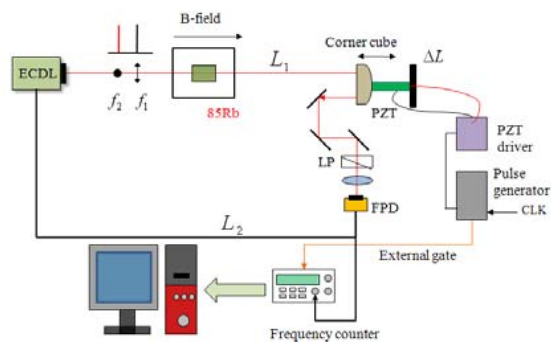 B-field
Corner cube
ΔL
ECDL
L1
f2
f1
85Rb
PZT
PZT
driver
LP
Pulse
generator
FPD
CLK
L2
External gate
Frequency counter